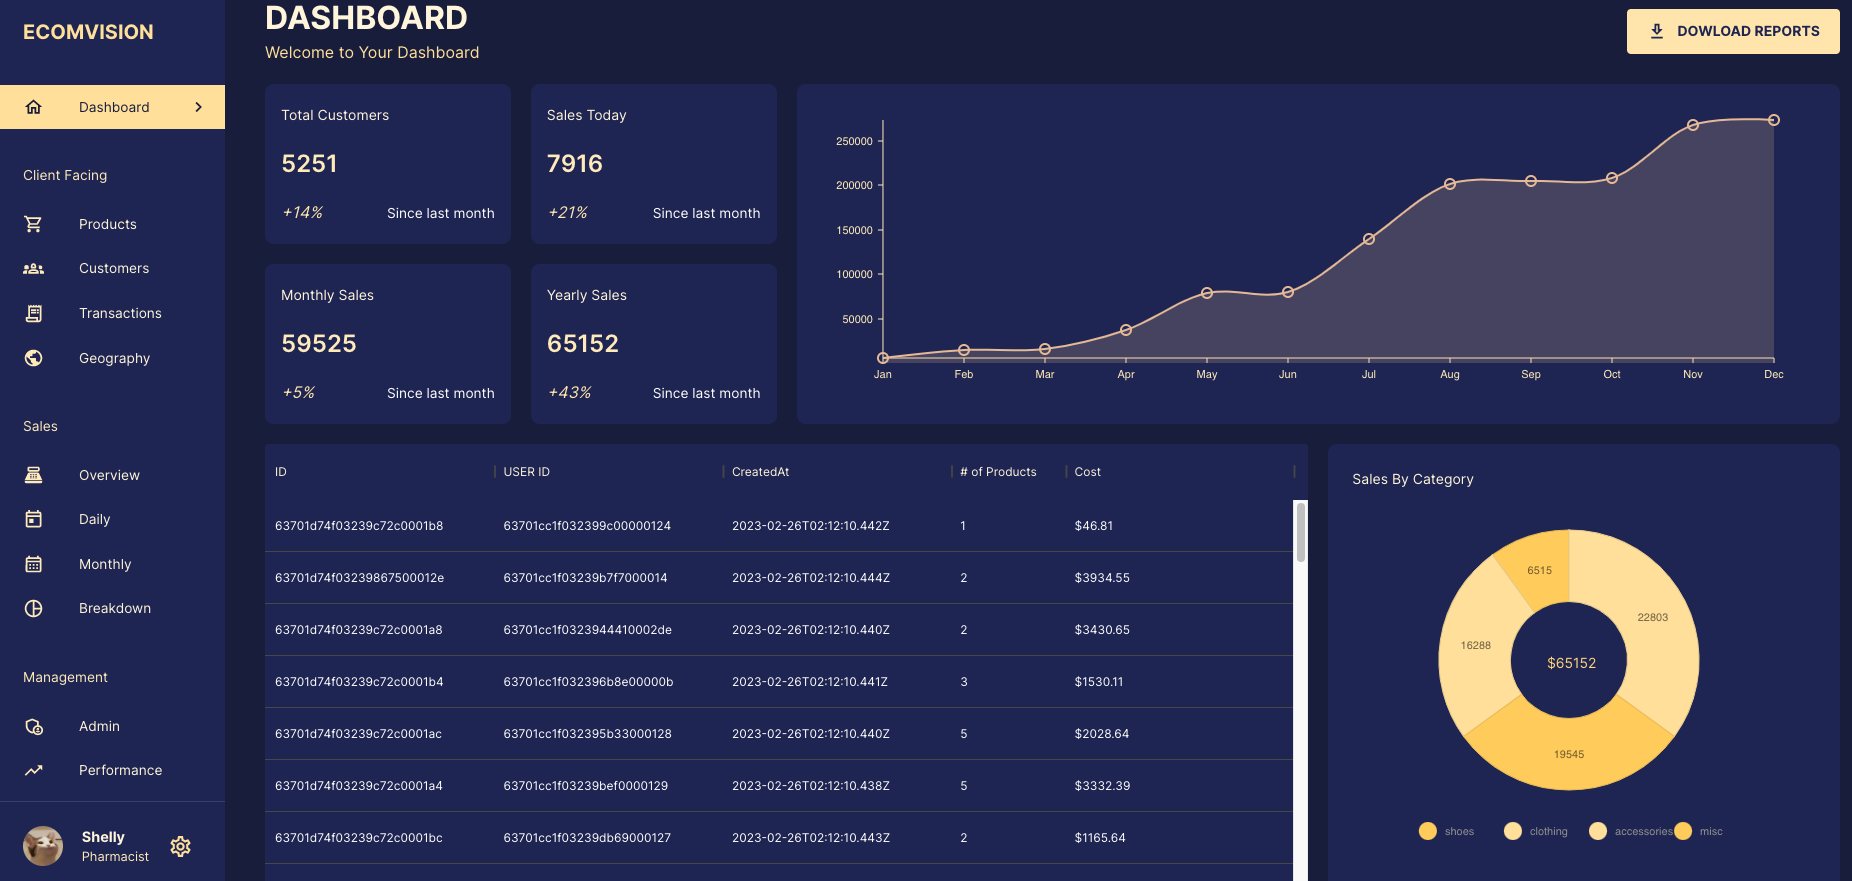 ECOMVISION
Dashboard
Client Facing
Products
Customers
Transactions
Geography
Sales
Overview
Daily
Monthly
Breakdown
Management
Admin
Performance
Shelly
Pharmacist
DASHBOARD
Welcome to Your Dashboard
DOWLOAD REPORTS
Total Customers
5251
+14% Since last month
Sales Today
7916
+21% Since last month
Monthly Sales
59525
+5% Since last month
Yearly Sales
65152
+43% Since last month
250000
200000
150000
100000
50000
Jan Feb Mar Apr May Jun Jul Aug Sep Oct Nov Dec
ID USER ID CreatedAt # of Products Cost
63701d74f03239c72c0001b8 63701cc1f032399c00000124 2023-02-26T02:12:10.442Z 1 $46.81
63701d74f03239867500012e 63701cc1f03239b7f7000014 2023-02-26T02:12:10.444Z 2 $3934.55
63701d74f03239c72c0001a8 63701cc1f0323944410002de 2023-02-26T02:12:10.440Z 2 $3430.65
63701d74f03239c72c0001b4 63701cc1f032396b8e00000b 2023-02-26T02:12:10.441Z 3 $1530.11
63701d74f03239c72c0001ac 63701cc1f032395b33000128 2023-02-26T02:12:10.440Z 5 $2028.64
63701d74f03239c72c0001a4 63701cc1f03239bef0000129 2023-02-26T02:12:10.438Z 5 $3332.39
63701d74f03239c72c0001bc 63701cc1f03239db69000127 2023-02-26T02:12:10.443Z 2 $1165.64
Sales By Category
6515
22803
16288
$65152
19545
shoes clothing accessories misc